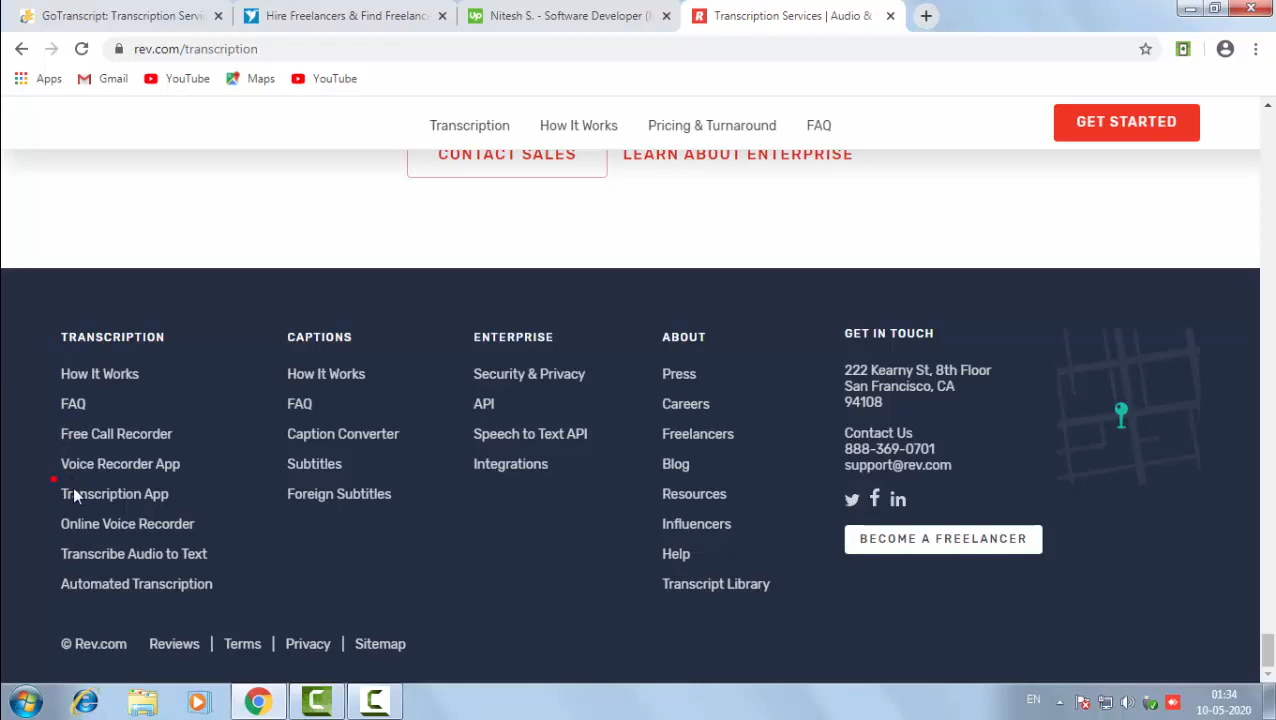 GoTranscript: Transcription Servi
Hire Freelancers & Find Freelanc
Nitesh S. - Software Developer (
Transcription Services | Audio &
rev.com/transcription
Apps
Gmail
YouTube
Maps
YouTube
Transcription
How It Works
Pricing & Turnaround
FAQ
GET STARTED
CONTACT SALES
LEARN ABOUT ENTERPRISE
TRANSCRIPTION
How It Works
FAQ
Free Call Recorder
Voice Recorder App
Transcription App
Online Voice Recorder
Transcribe Audio to Text
Automated Transcription
CAPTIONS
How It Works
FAQ
Caption Converter
Subtitles
Foreign Subtitles
ENTERPRISE
Security & Privacy
API
Speech to Text API
Integrations
ABOUT
Press
Careers
Freelancers
Blog
Resources
Influencers
Help
Transcript Library
GET IN TOUCH
222 Kearny St, 8th Floor
San Francisco, CA
94108
Contact Us
888-369-0701
support@rev.com
BECOME A FREELANCER
© Rev.com Reviews | Terms | Privacy | Sitemap
EN
01:34
10-05-2020